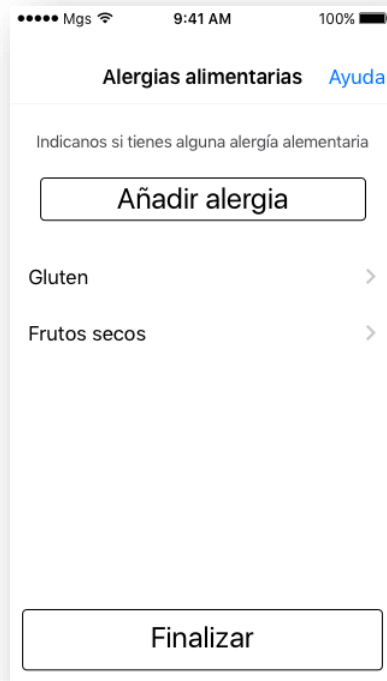 Mgs 9:41 AM 100%
Alergias alimentarias Ayuda
Indicanos si tienes alguna alergía alementaria
Añadir alergia
Gluten
Frutos secos
Finalizar